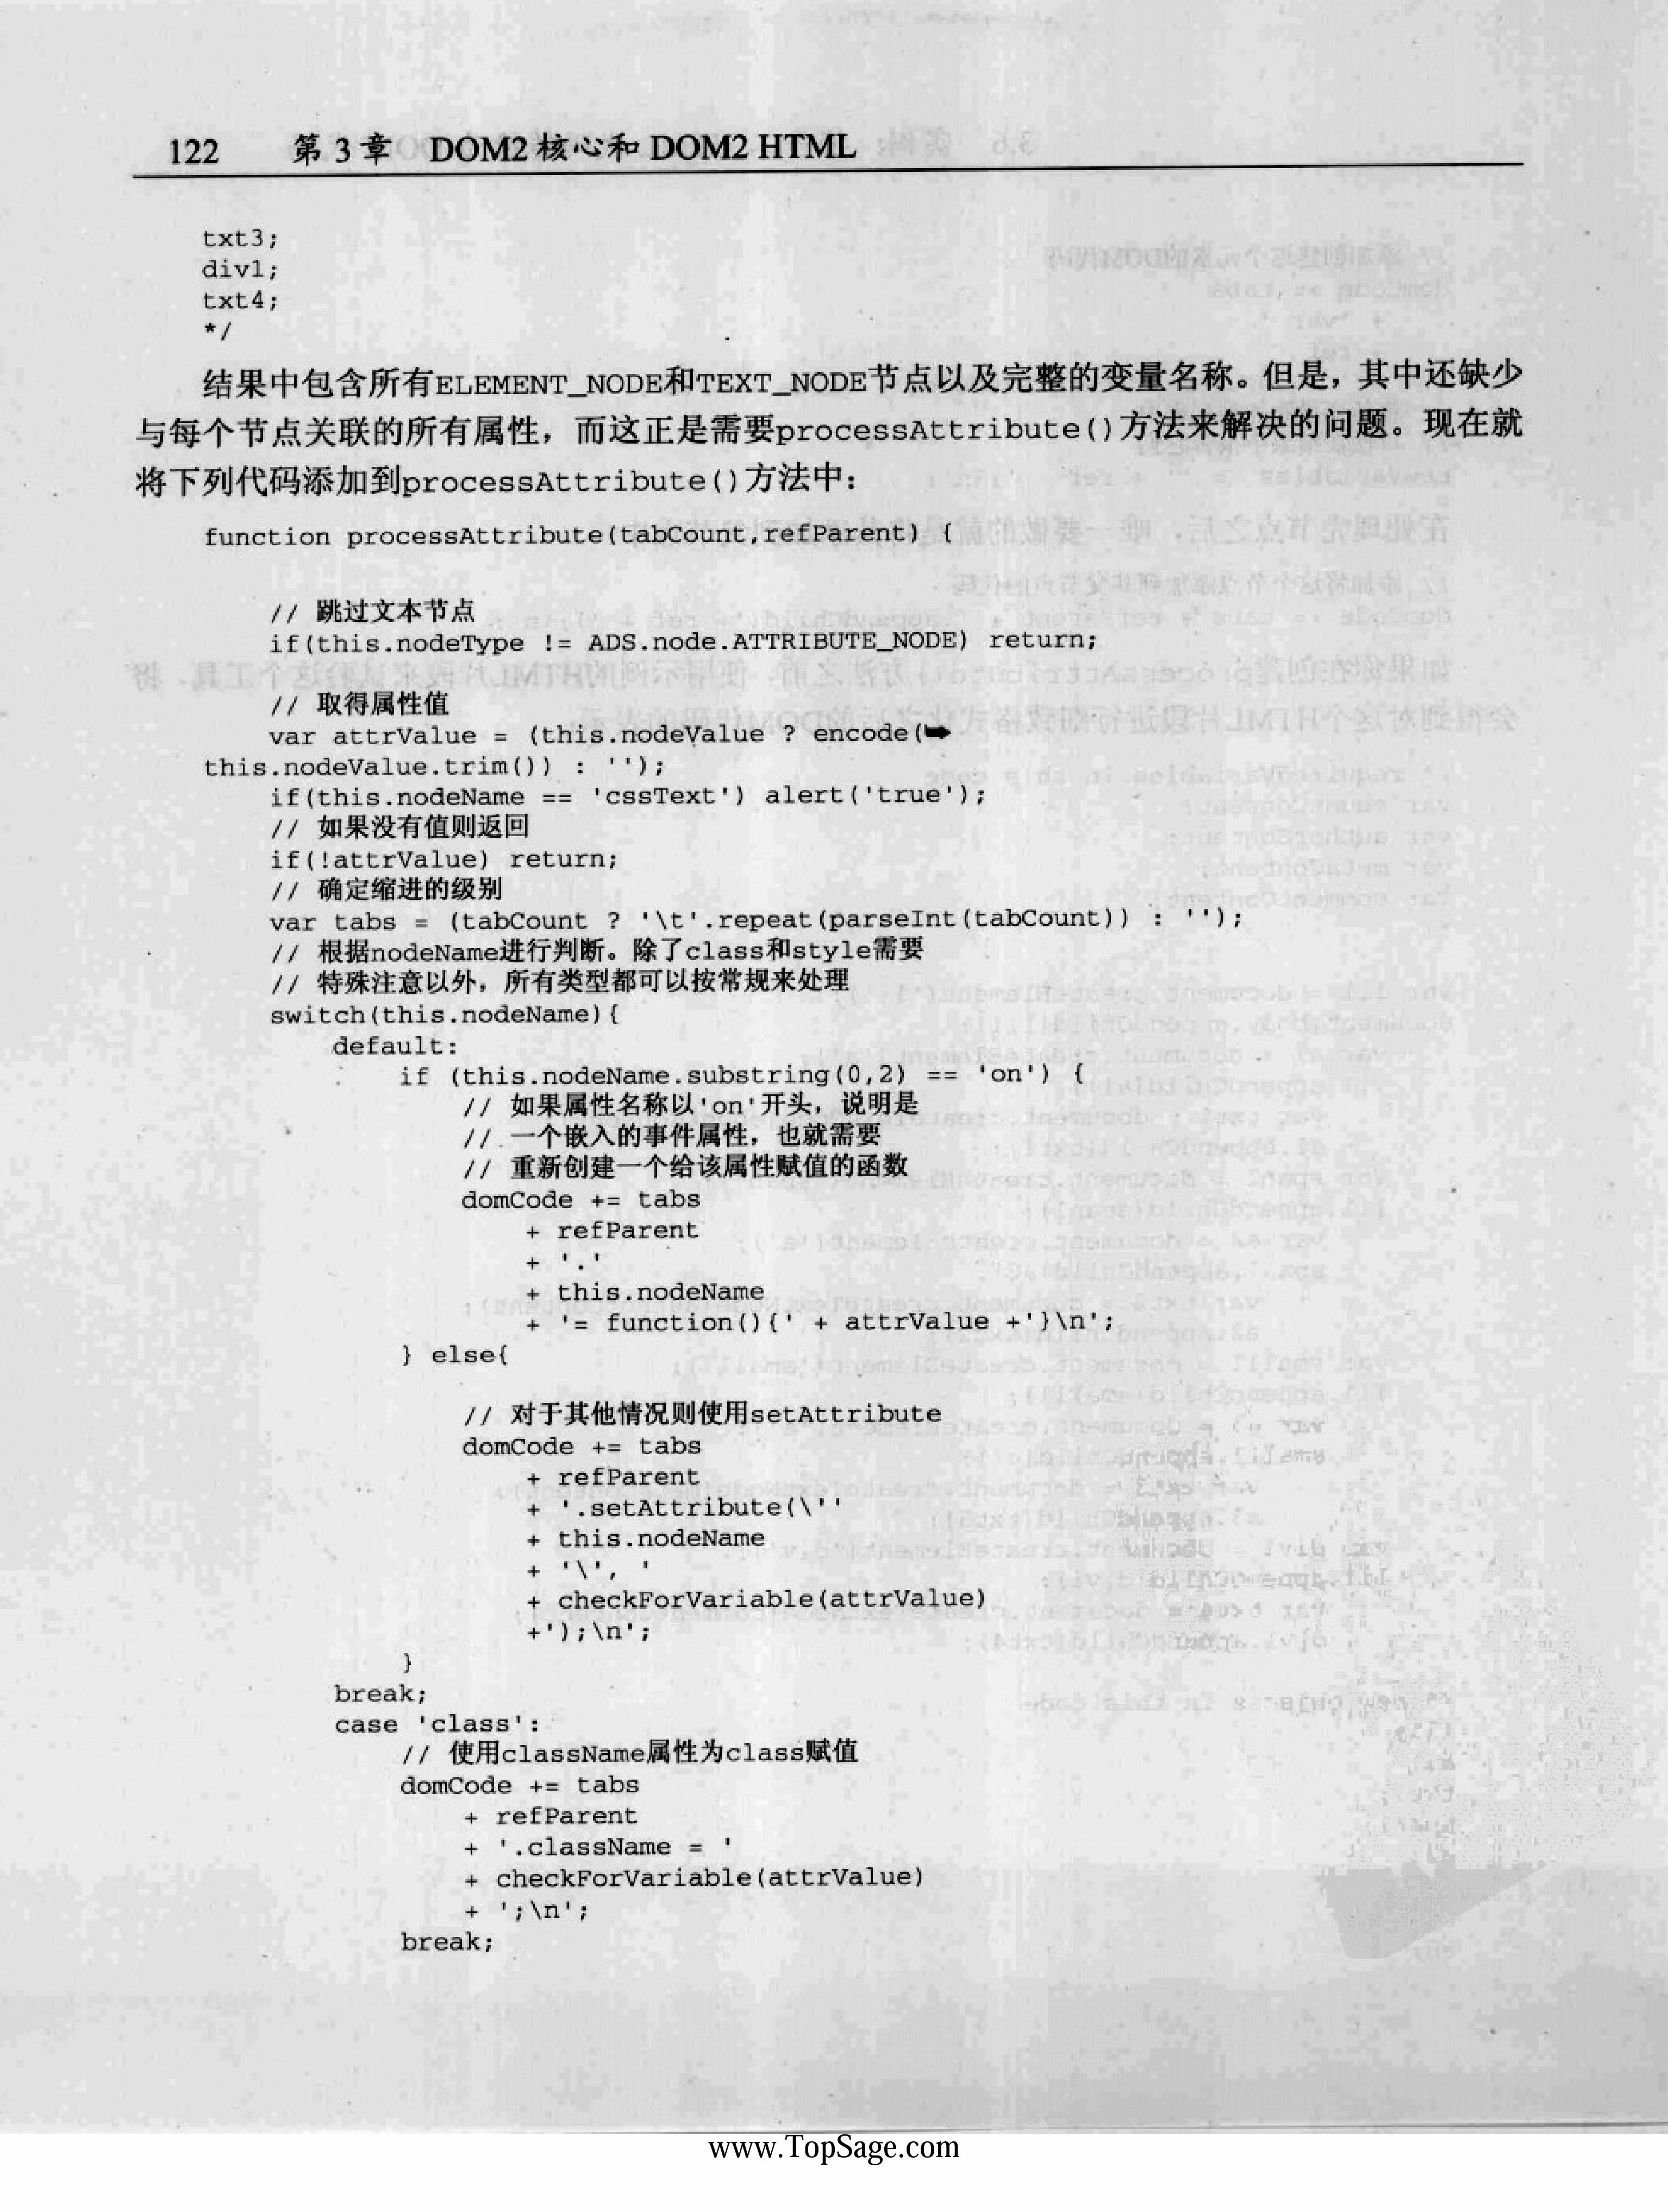 122 第 3 章 DOM2 核心和 DOM2 HTML
txt3;
div1;
txt4;
*/
结果中包含所有ELEMENT_NODE和TEXT_NODE节点以及完整的变量名称。但是，其中还缺少
与每个节点关联的所有属性，而这正是需要processAttribute()方法来解决的问题。现在就
将下列代码添加到processAttribute()方法中：
function processAttribute(tabCount,refParent) {
// 跳过文本节点
if(this.nodeType != ADS.node.ATTRIBUTE_NODE) return;
// 取得属性值
var attrValue = (this.nodeValue ? encode(➥
this.nodeValue.trim()) : '');
if(this.nodeName == 'cssText') alert('true');
// 如果没有值则返回
if(!attrValue) return;
// 确定缩进的级别
var tabs = (tabCount ? '\t'.repeat(parseInt(tabCount)) : '');
// 根据nodeName进行判断。除了class和style需要
// 特殊注意以外，所有类型都可以按常规来处理
switch(this.nodeName){
default:
if (this.nodeName.substring(0,2) == 'on') {
// 如果属性名称以'on'开头，说明是
// 一个嵌入的事件属性，也就需要
// 重新创建一个给该属性赋值的函数
domCode += tabs
+ refParent
+ '.'
+ this.nodeName
+ '= function(){' + attrValue +'}\n';
} else{
// 对于其他情况则使用setAttribute
domCode += tabs
+ refParent
+ '.setAttribute(\''
+ this.nodeName
+ '\', '
+ checkForVariable(attrValue)
+');\n';
}
break;
case 'class':
// 使用className属性为class赋值
domCode += tabs
+ refParent
+ '.className = '
+ checkForVariable(attrValue)
+ ';\n';
break;
www.TopSage.com